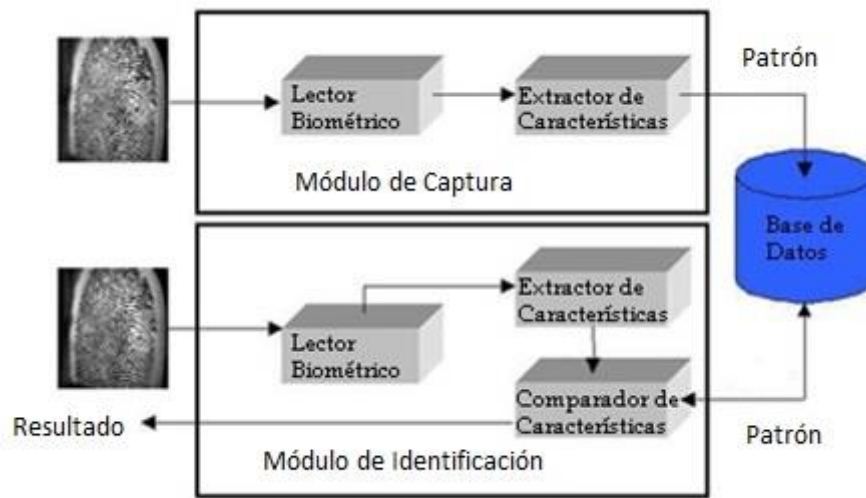 Patrón
Lector
Biométrico
Extractor de
Características
Módulo de Captura
Base de
Datos
Extractor de
Características
Lector
Biométrico
Comparador de
Características
Resultado
Patrón
Módulo de Identificación